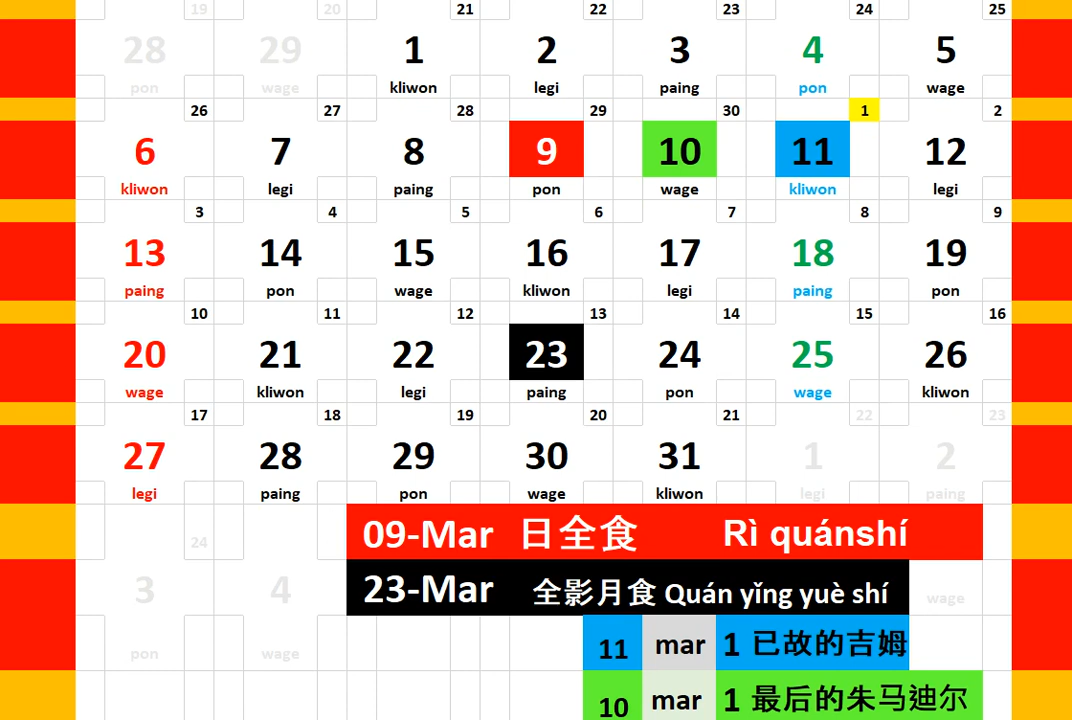 19 20 21 22 23 24 25
28 29 1 2 3 4 5
pon wage kliwon legi paing pon wage
26 27 28 29 30 1 2
6 7 8 9 10 11 12
kliwon legi paing pon wage kliwon legi
3 4 5 6 7 8 9
13 14 15 16 17 18 19
paing pon wage kliwon legi paing pon
10 11 12 13 14 15 16
20 21 22 23 24 25 26
wage kliwon legi paing pon wage kliwon
17 18 19 20 21 22 23
27 28 29 30 31 1 2
legi paing pon wage kliwon legi paing
24
09-Mar 日全食 Rì quánshí
3 4 23-Mar 全影月食 Quán yǐng yuè shí wage
pon wage 11 mar 1 已故的吉姆
10 mar 1 最后的朱马迪尔